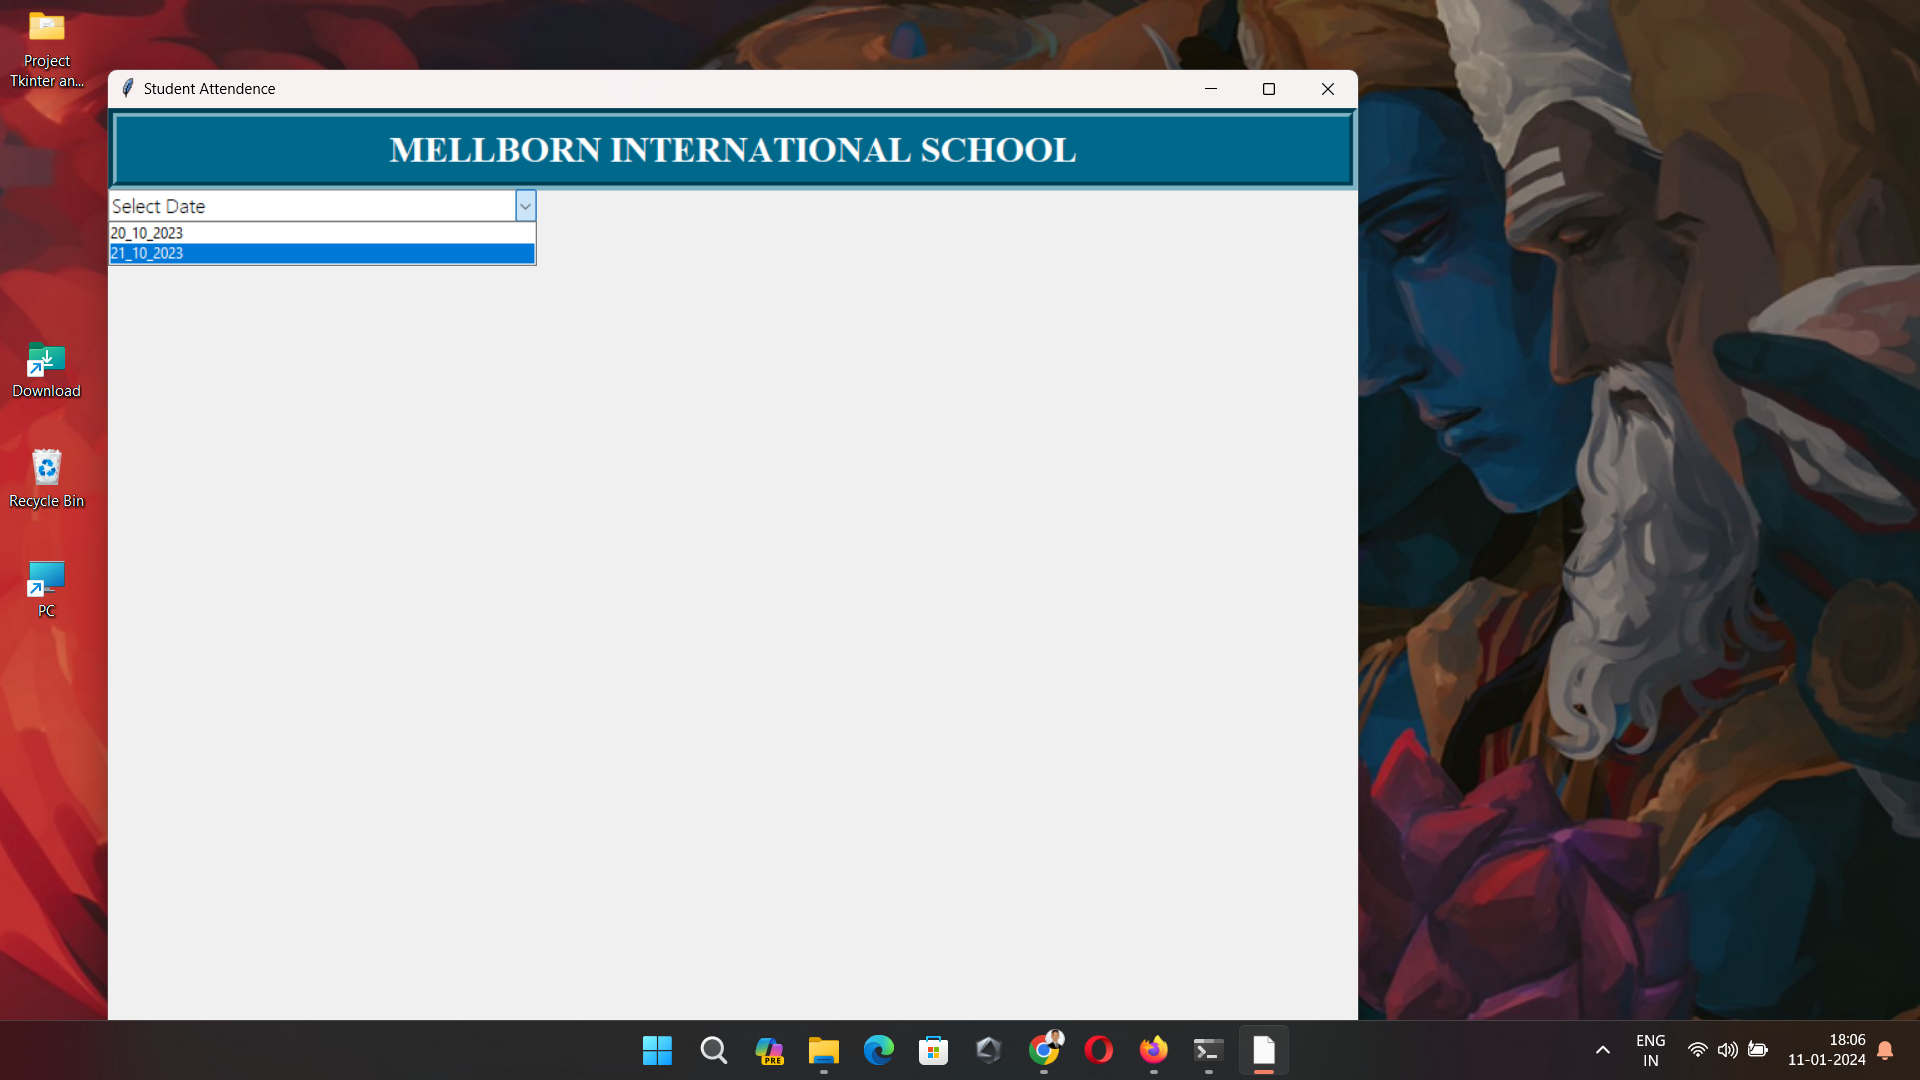 Project
Tkinter an...
Student Attendence
MELLBORN INTERNATIONAL SCHOOL
Select Date
20_10_2023
21_10_2023
Download
Recycle Bin
PC
PRE
ENG
IN
18:06
11-01-2024